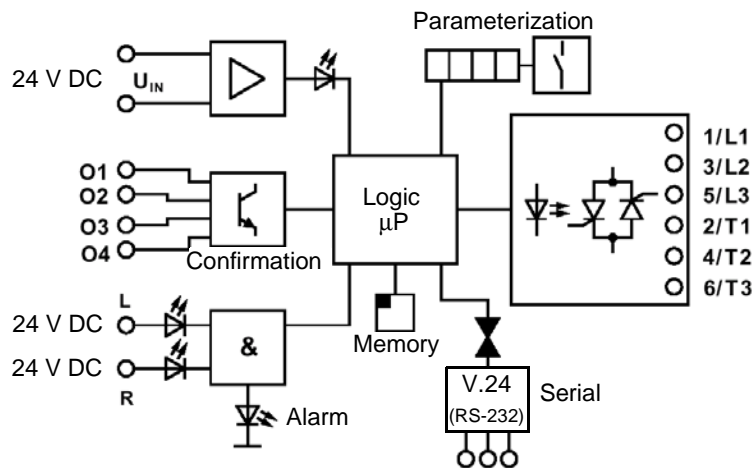 Parameterization
24 V DC
UIN
1/L1
3/L2
5/L3
2/T1
4/T2
6/T3
O1
O2
O3
O4
Confirmation
Logic
µP
L
24 V DC
24 V DC
R
&
Alarm
Memory
V.24
(RS-232)
Serial